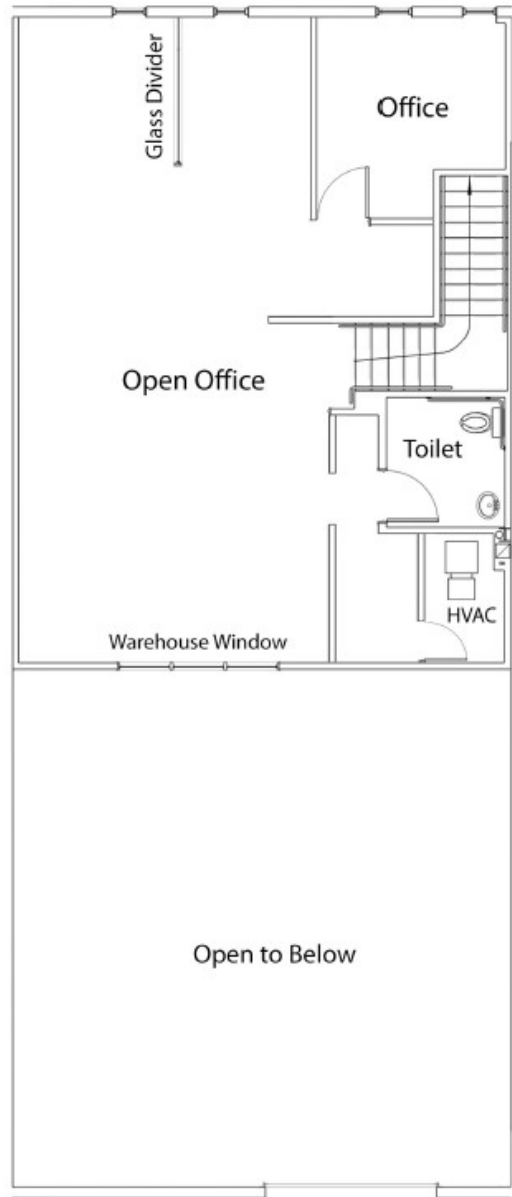 Glass Divider
Office
Open Office
Toilet
HVAC
Warehouse Window
Open to Below